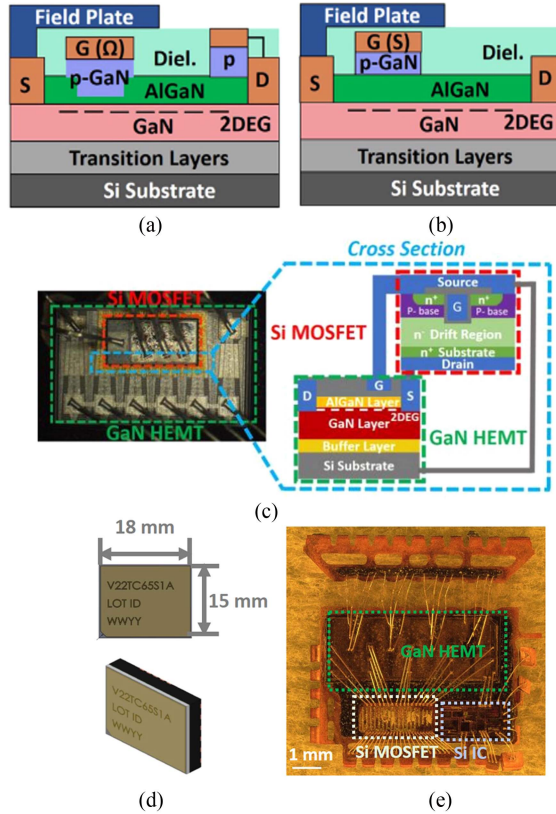 Field Plate
G (Ω)
Diel.
S
p-GaN
p
D
AlGaN
GaN
2DEG
Transition Layers
Si Substrate
(a)
Field Plate
G (S)
Diel.
S
p-GaN
D
AlGaN
GaN
2DEG
Transition Layers
Si Substrate
(b)
Cross Section
Si MOSFET
GaN HEMT
Si MOSFET
Source
n+
n+
P- base
G
P- base
n- Drift Region
n+ Substrate
Drain
D
G
S
AlGaN Layer
2DEG
GaN Layer
Buffer Layer
Si Substrate
GaN HEMT
(c)
18 mm
15 mm
V22TC65S1A
LOT ID
WWYY
V22TC65S1A
LOT ID
WWYY
(d)
GaN HEMT
Si MOSFET
Si IC
1 mm
(e)